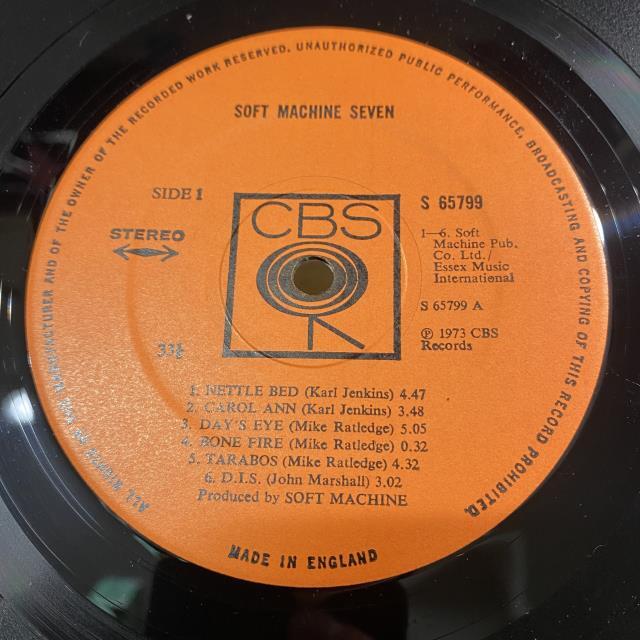 ALL RIGHTS OF THE MANUFACTURER AND OF THE OWNER OF THE RECORDED WORK RESERVED. UNAUTHORIZED PUBLIC PERFORMANCE, BROADCASTING AND COPYING OF THIS RECORD PROHIBITED.
SOFT MACHINE SEVEN
SIDE 1
STEREO
33⅓
CBS
S 65799
1—6. Soft
Machine Pub.
Co. Ltd./
Essex Music
International
S 65799 A
℗ 1973 CBS
Records
1. NETTLE BED (Karl Jenkins) 4.47
2. CAROL ANN (Karl Jenkins) 3.48
3. DAY'S EYE (Mike Ratledge) 5.05
4. BONE FIRE (Mike Ratledge) 0.32
5. TARABOS (Mike Ratledge) 4.32
6. D.I.S. (John Marshall) 3.02
Produced by SOFT MACHINE
MADE IN ENGLAND